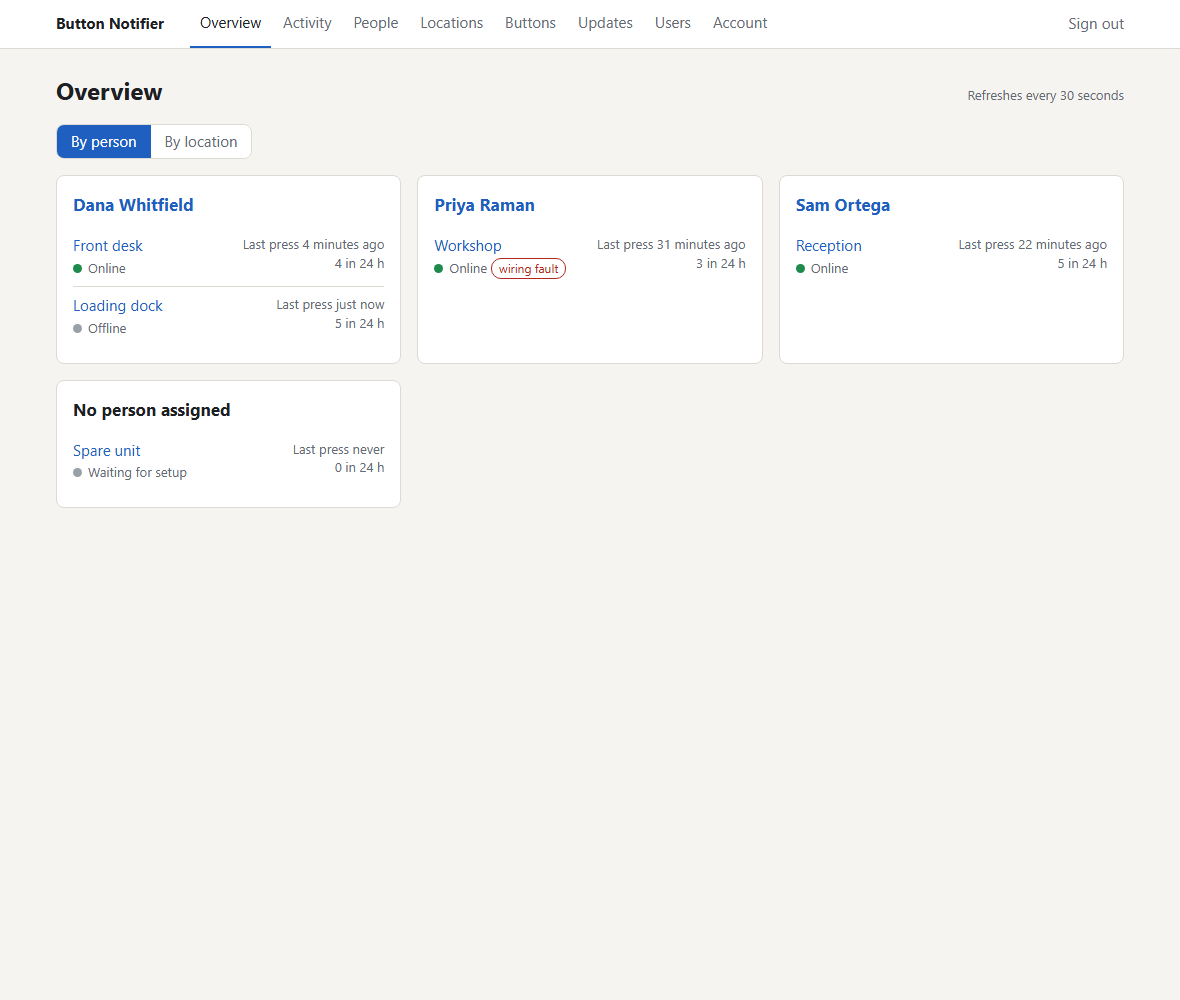 Button Notifier Overview Activity People Locations Buttons Updates Users Account Sign out
Overview
Refreshes every 30 seconds
By person By location
Dana Whitfield
Front desk Last press 4 minutes ago
Online 4 in 24 h
Loading dock Last press just now
Offline 5 in 24 h
Priya Raman
Workshop Last press 31 minutes ago
Online wiring fault 3 in 24 h
Sam Ortega
Reception Last press 22 minutes ago
Online 5 in 24 h
No person assigned
Spare unit Last press never
Waiting for setup 0 in 24 h